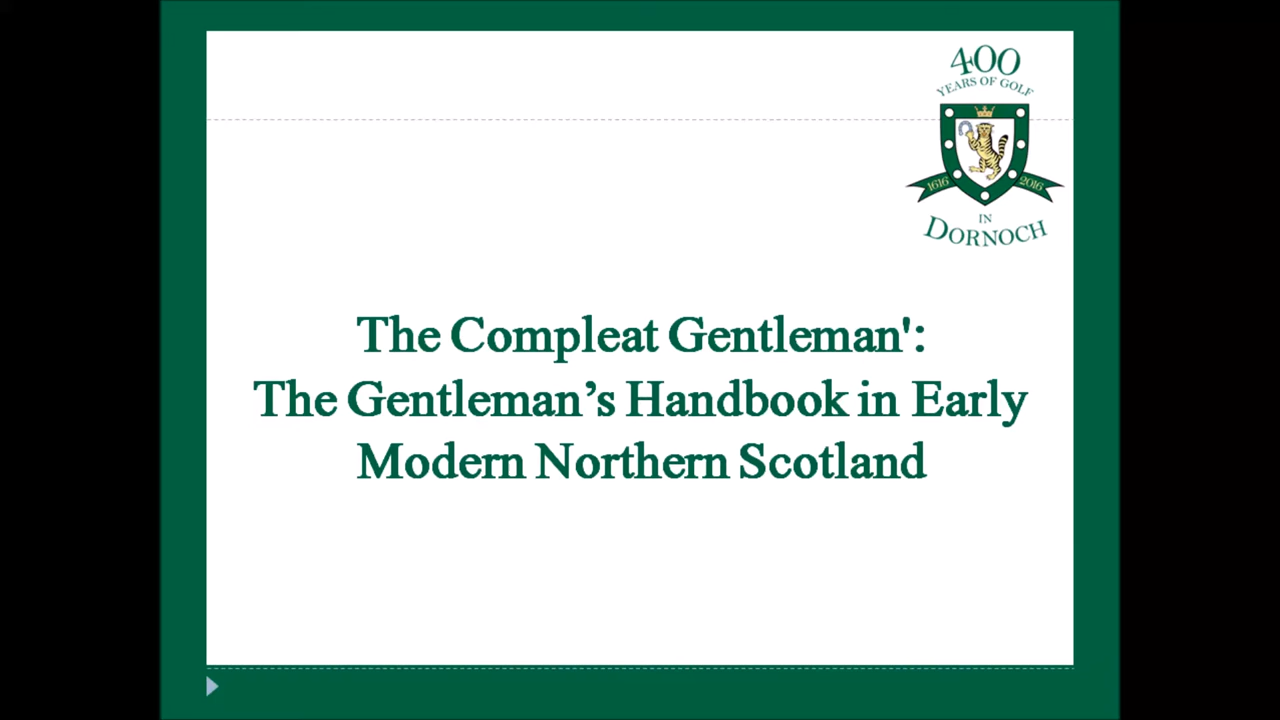 400
YEARS OF GOLF
1616 2016
IN
DORNOCH
The Compleat Gentleman':
The Gentleman’s Handbook in Early
Modern Northern Scotland